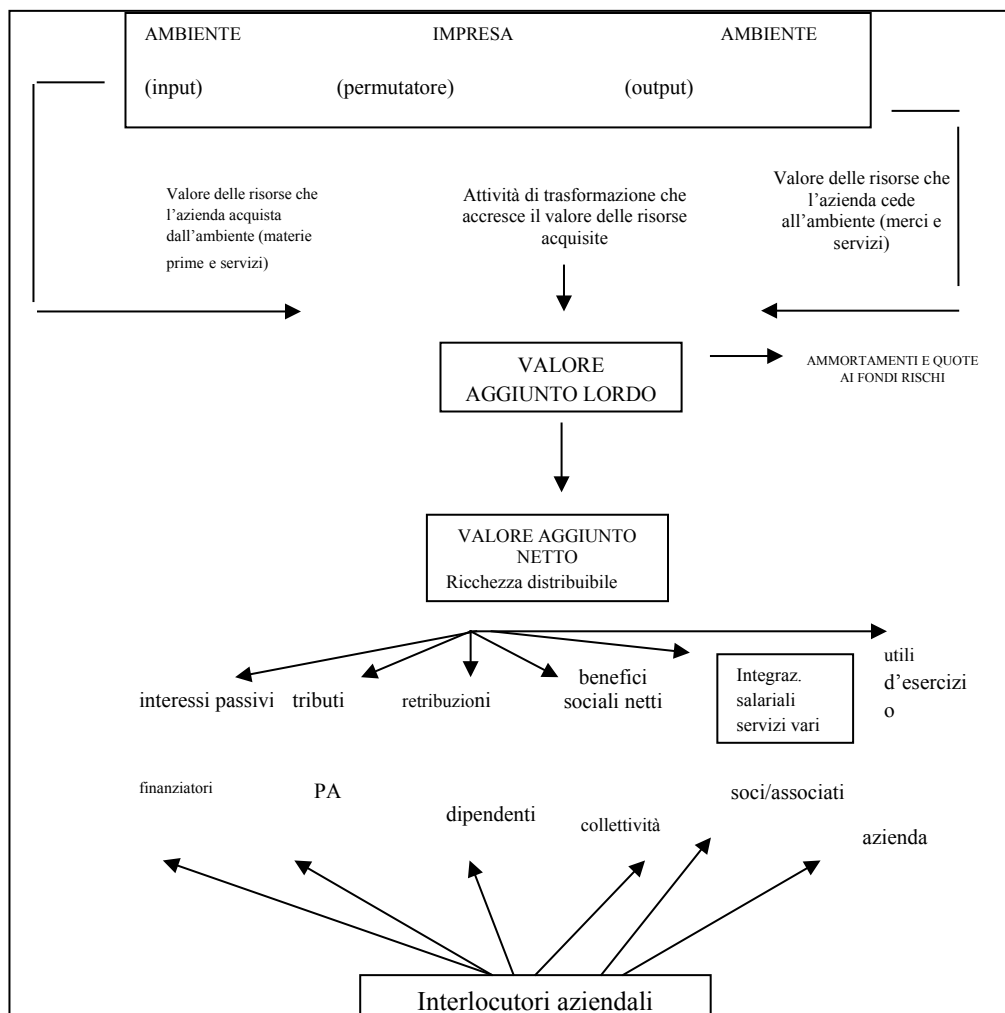 AMBIENTE IMPRESA AMBIENTE
(input) (permutatore) (output)
Valore delle risorse che
l'azienda acquista
dall'ambiente (materie
prime e servizi)
Attività di trasformazione che
accresce il valore delle risorse
acquisite
Valore delle risorse che
l'azienda cede
all'ambiente (merci e
servizi)
VALORE
AGGIUNTO LORDO
AMMORTAMENTI E QUOTE
AI FONDI RISCHI
VALORE AGGIUNTO
NETTO
Ricchezza distribuibile
interessi passivi
tributi
retribuzioni
benefici
sociali netti
Integraz.
salariali
servizi vari
utili
d'esercizi
o
finanziatori
PA
dipendenti
collettività
soci/associati
azienda
Interlocutori aziendali